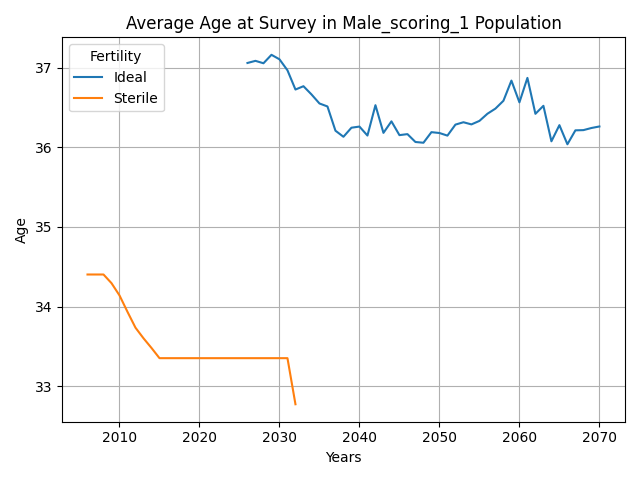 Average Age at Survey in Male_scoring_1 Population
Fertility
Ideal
Sterile
37
36
35
34
33
Age
2010 2020 2030 2040 2050 2060 2070
Years